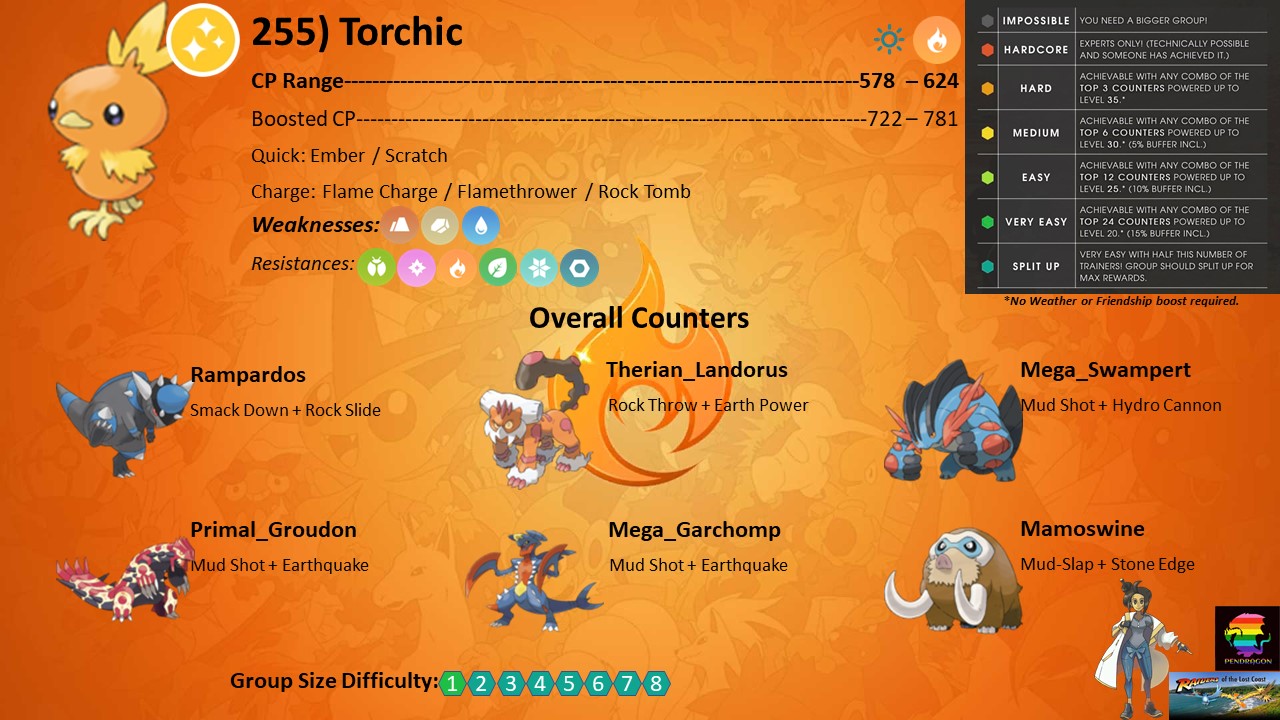 255) Torchic
CP Range------------------------------------------------------------------------578 – 624
Boosted CP-----------------------------------------------------------------------722 – 781
Quick: Ember / Scratch
Charge: Flame Charge / Flamethrower / Rock Tomb
Weaknesses:
Resistances:
IMPOSSIBLE YOU NEED A BIGGER GROUP!
HARDCORE EXPERTS ONLY! (TECHNICALLY POSSIBLE
AND SOMEONE HAS ACHIEVED IT.)
HARD ACHIEVABLE WITH ANY COMBO OF THE
TOP 3 COUNTERS POWERED UP TO
LEVEL 35.*
MEDIUM ACHIEVABLE WITH ANY COMBO OF THE
TOP 6 COUNTERS POWERED UP TO
LEVEL 30.* (5% BUFFER INCL.)
EASY ACHIEVABLE WITH ANY COMBO OF THE
TOP 12 COUNTERS POWERED UP TO
LEVEL 25.* (10% BUFFER INCL.)
VERY EASY ACHIEVABLE WITH ANY COMBO OF THE
TOP 24 COUNTERS POWERED UP TO
LEVEL 20.* (15% BUFFER INCL.)
SPLIT UP VERY EASY WITH HALF THIS NUMBER OF
TRAINERS! GROUP SHOULD SPLIT UP FOR
MAX REWARDS.
*No Weather or Friendship boost required.
Overall Counters
Rampardos
Smack Down + Rock Slide
Therian_Landorus
Rock Throw + Earth Power
Mega_Swampert
Mud Shot + Hydro Cannon
Primal_Groudon
Mud Shot + Earthquake
Mega_Garchomp
Mud Shot + Earthquake
Mamoswine
Mud-Slap + Stone Edge
Group Size Difficulty: 1 2 3 4 5 6 7 8
PENDRAGON
RAIDERS of the Lost Coast